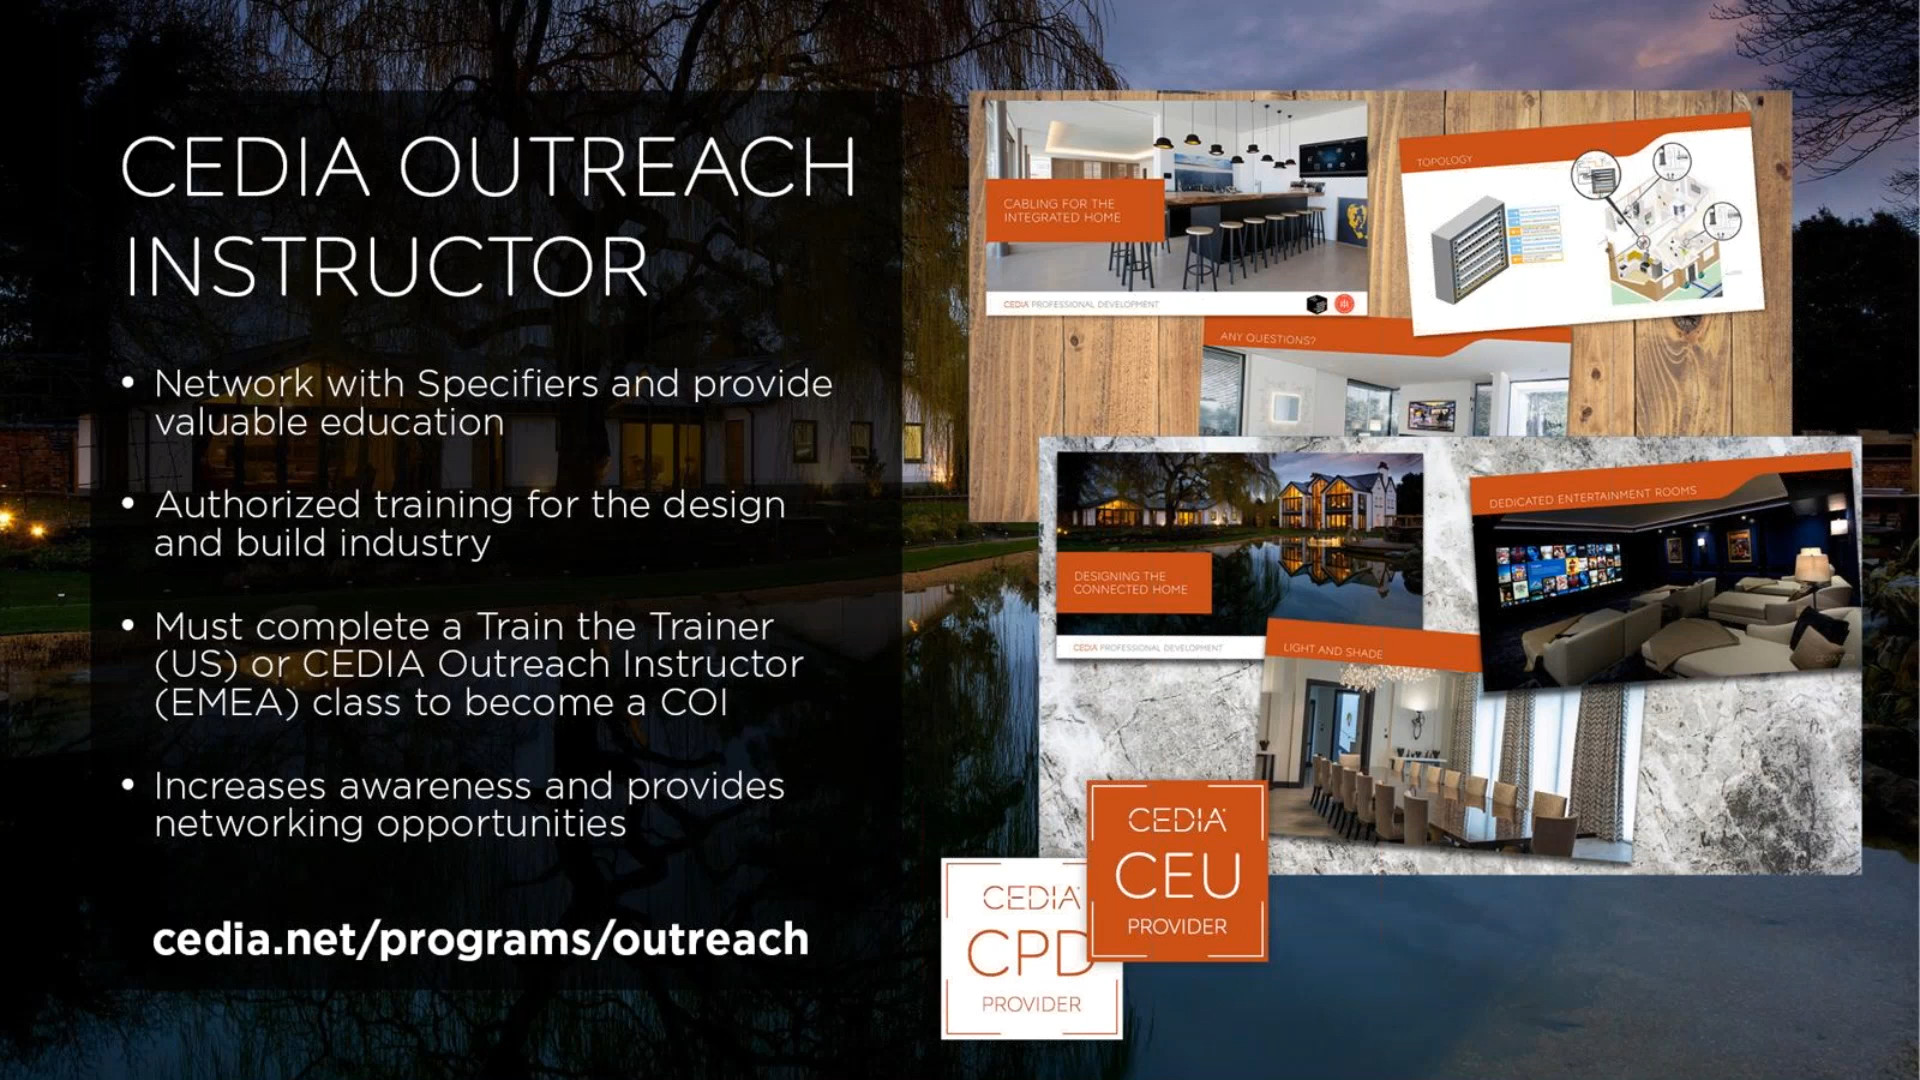 CEDIA OUTREACH
INSTRUCTOR
• Network with Specifiers and provide
valuable education
• Authorized training for the design
and build industry
• Must complete a Train the Trainer
(US) or CEDIA Outreach Instructor
(EMEA) class to become a COI
• Increases awareness and provides
networking opportunities
cedia.net/programs/outreach
CABLING FOR THE
INTEGRATED HOME
CEDIA PROFESSIONAL DEVELOPMENT
TOPOLOGY
ANY QUESTIONS?
DESIGNING THE
CONNECTED HOME
CEDIA PROFESSIONAL DEVELOPMENT
DEDICATED ENTERTAINMENT ROOMS
LIGHT AND SHADE
CEDIA
CEU
PROVIDER
CEDIA
CPD
PROVIDER